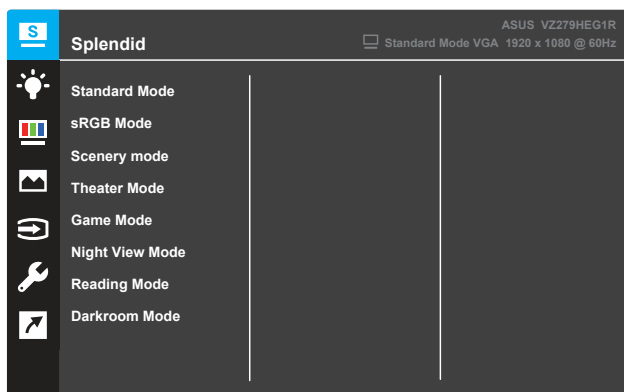 S
ASUS VZ279HEG1R
Splendid
Standard Mode VGA 1920 x 1080 @ 60Hz
Standard Mode
sRGB Mode
Scenery mode
Theater Mode
Game Mode
Night View Mode
Reading Mode
Darkroom Mode